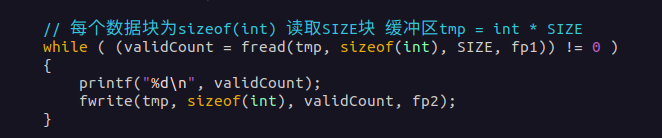 // 每个数据块为sizeof(int) 读取SIZE块 缓冲区tmp = int * SIZE
while ( (validCount = fread(tmp, sizeof(int), SIZE, fp1)) != 0 )
{
printf("%d\n", validCount);
fwrite(tmp, sizeof(int), validCount, fp2);
}